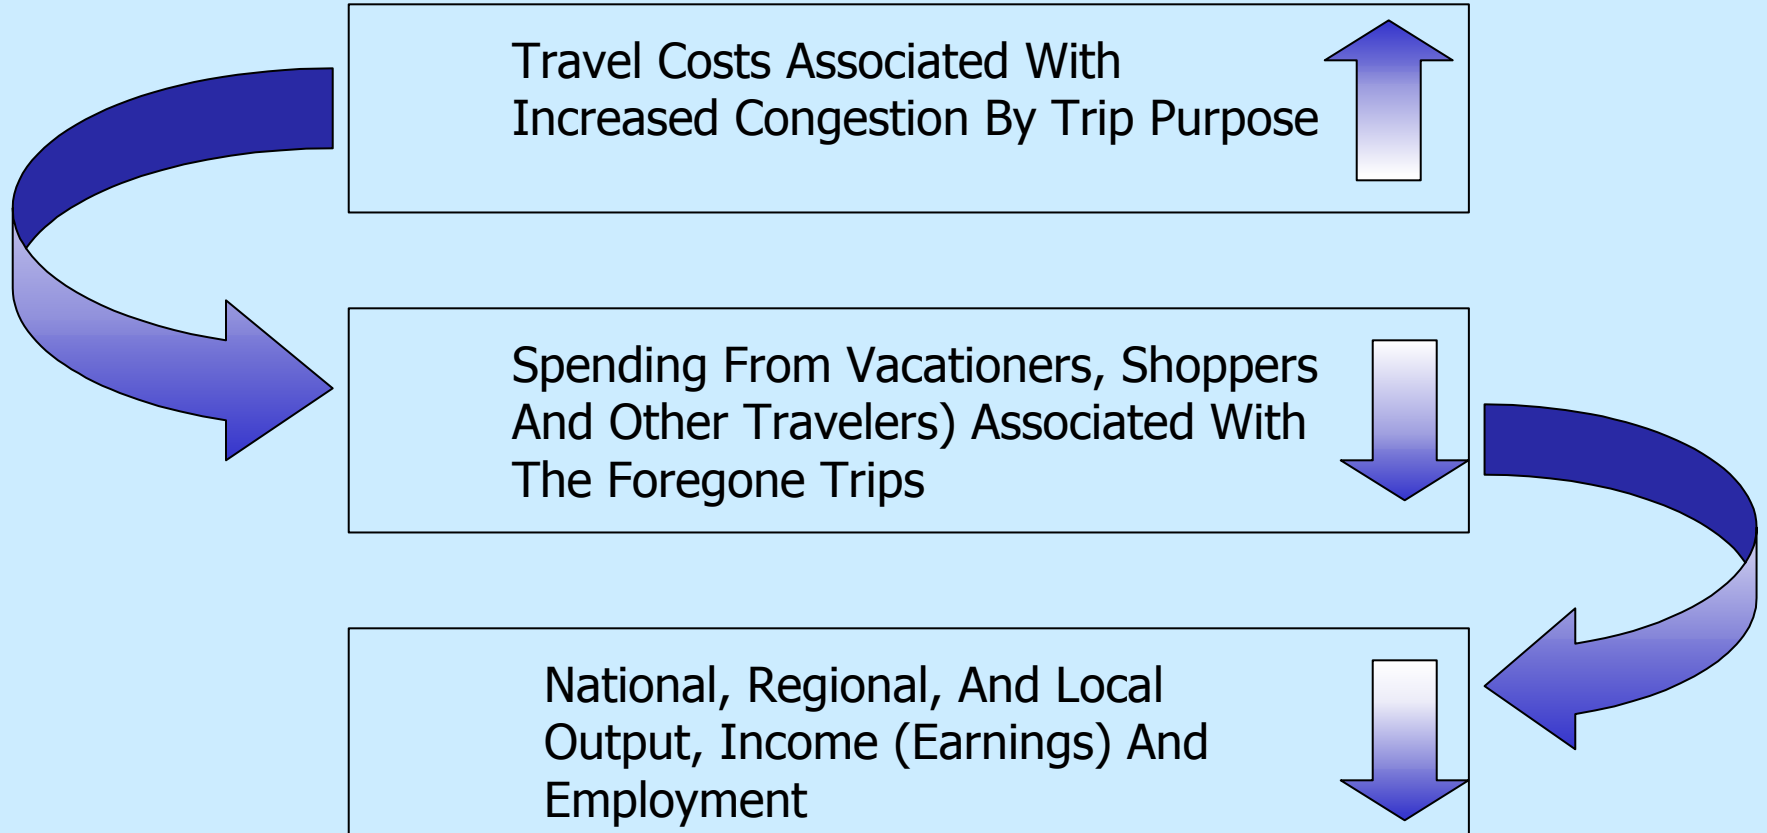 Travel Costs Associated With
Increased Congestion By Trip Purpose
Spending From Vacationers, Shoppers
And Other Travelers) Associated With
The Foregone Trips
National, Regional, And Local
Output, Income (Earnings) And
Employment